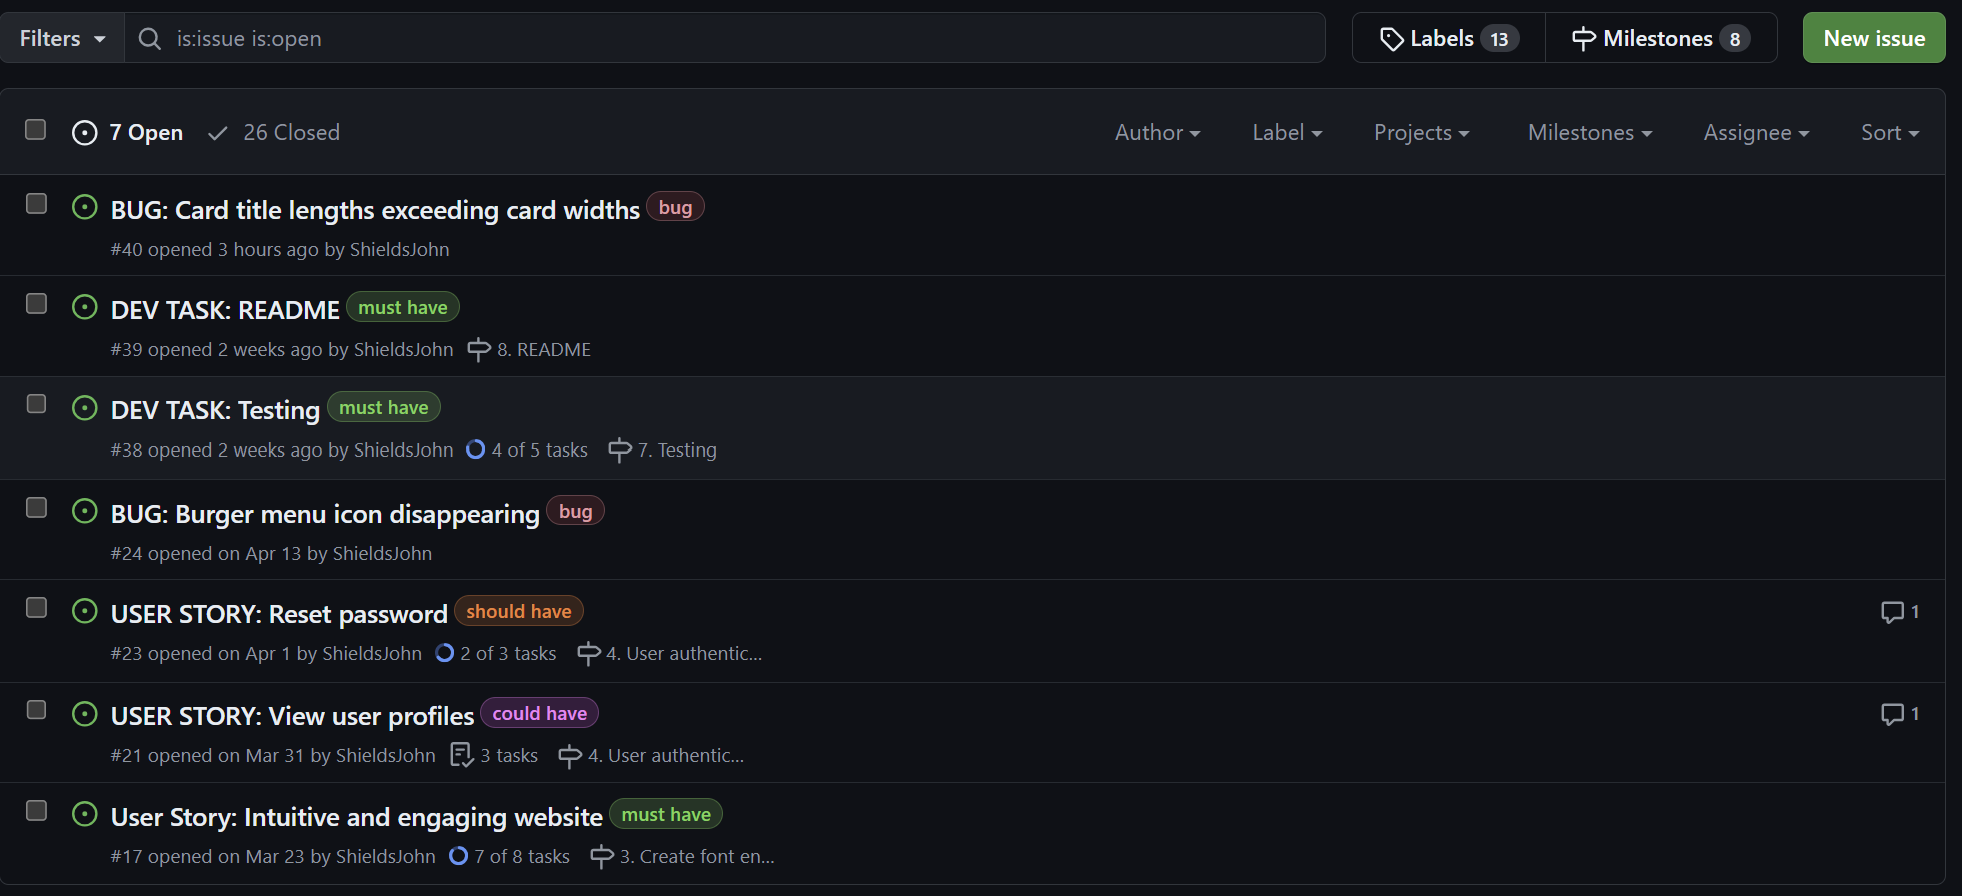 Filters is:issue is:open Labels 13 Milestones 8 New issue
7 Open 26 Closed Author Label Projects Milestones Assignee Sort
BUG: Card title lengths exceeding card widths bug
#40 opened 3 hours ago by ShieldsJohn
DEV TASK: README must have
#39 opened 2 weeks ago by ShieldsJohn 8. README
DEV TASK: Testing must have
#38 opened 2 weeks ago by ShieldsJohn 4 of 5 tasks 7. Testing
BUG: Burger menu icon disappearing bug
#24 opened on Apr 13 by ShieldsJohn
USER STORY: Reset password should have 1
#23 opened on Apr 1 by ShieldsJohn 2 of 3 tasks 4. User authentic...
USER STORY: View user profiles could have 1
#21 opened on Mar 31 by ShieldsJohn 3 tasks 4. User authentic...
User Story: Intuitive and engaging website must have
#17 opened on Mar 23 by ShieldsJohn 7 of 8 tasks 3. Create font en...